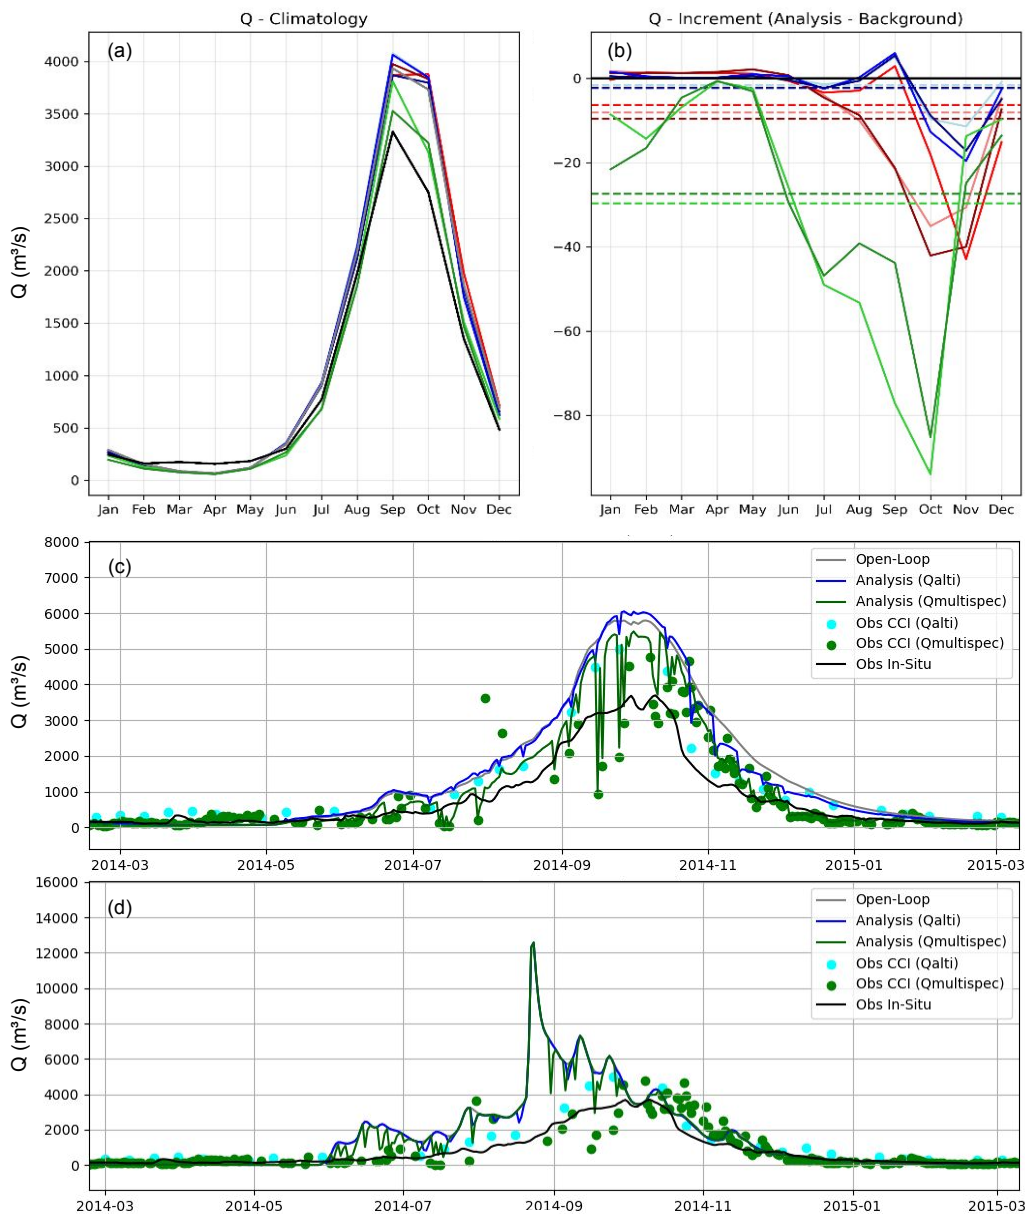 Q - Climatology
(a)
4000
3500
3000
2500
2000
1500
1000
500
0
Q (m³/s)
Jan Feb Mar Apr May Jun Jul Aug Sep Oct Nov Dec
Q - Increment (Analysis - Background)
(b)
0
−20
−40
−60
−80
Jan Feb Mar Apr May Jun Jul Aug Sep Oct Nov Dec
(c)
8000
7000
6000
5000
4000
3000
2000
1000
0
Q (m³/s)
Open-Loop
Analysis (Qalti)
Analysis (Qmultispec)
Obs CCI (Qalti)
Obs CCI (Qmultispec)
Obs In-Situ
2014-03 2014-05 2014-07 2014-09 2014-11 2015-01 2015-03
(d)
16000
14000
12000
10000
8000
6000
4000
2000
0
Q (m³/s)
Open-Loop
Analysis (Qalti)
Analysis (Qmultispec)
Obs CCI (Qalti)
Obs CCI (Qmultispec)
Obs In-Situ
2014-03 2014-05 2014-07 2014-09 2014-11 2015-01 2015-03